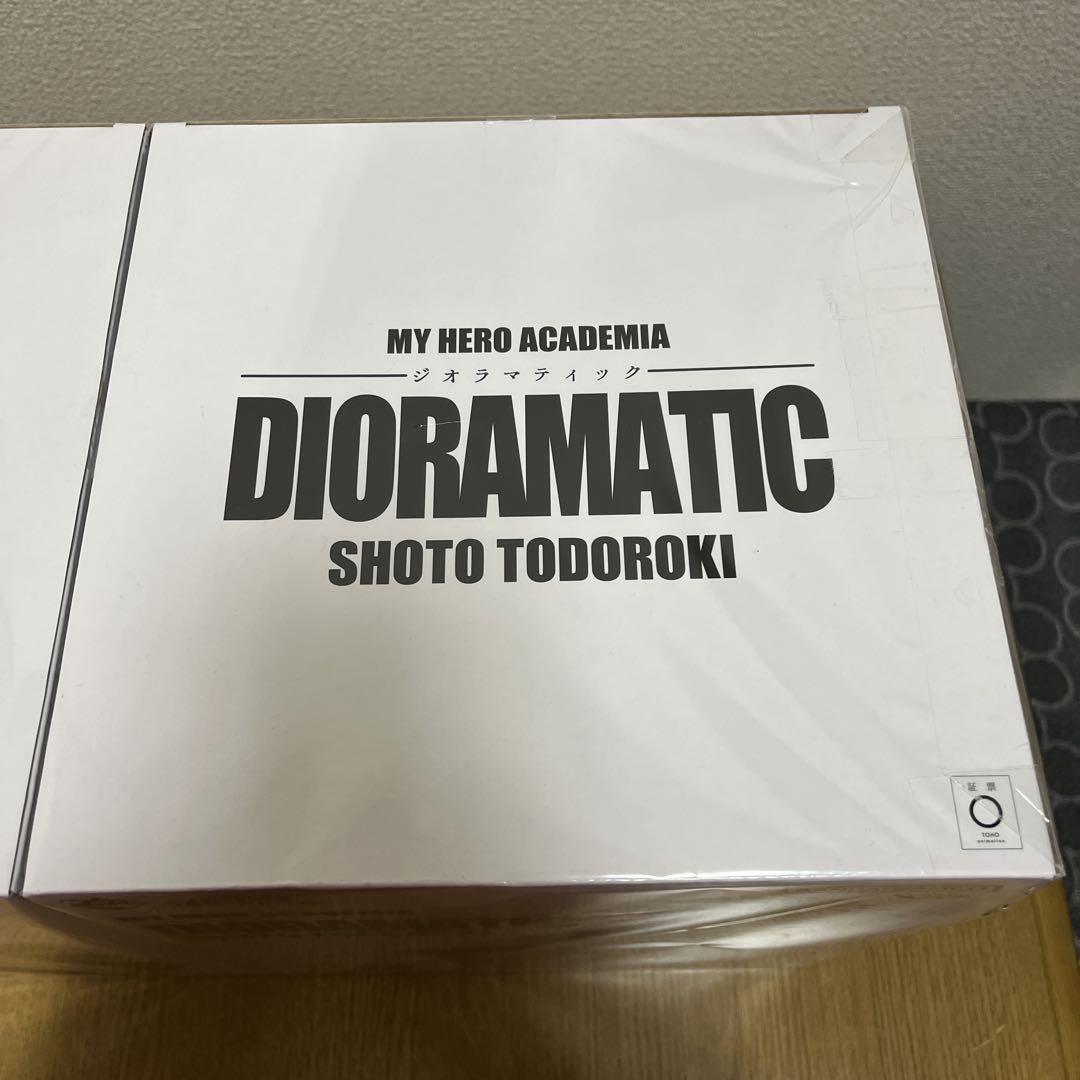 MY HERO ACADEMIA
ジオラマティック
DIORAMATIC
SHOTO TODOROKI
証票
TOHO
animation